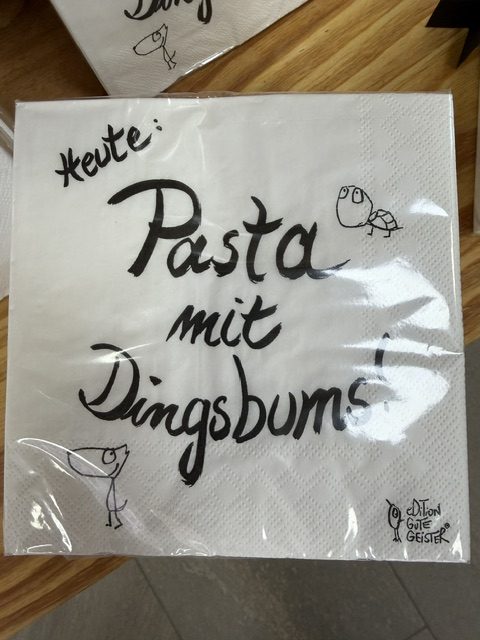 Heute:
Pasta
mit
Dingsbums!
EDITION
GUTE
GEISTER®